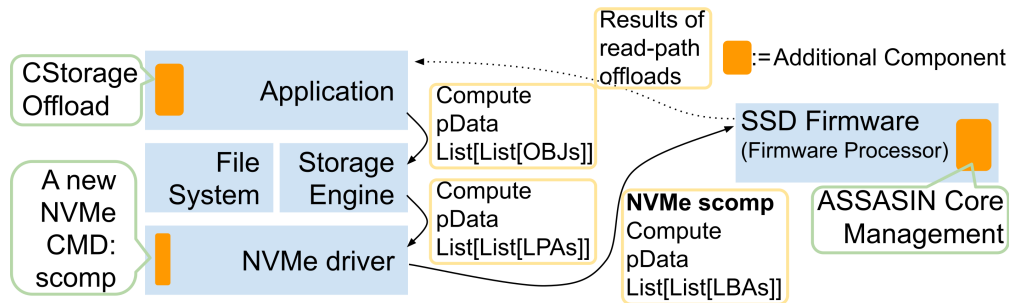 CStorage
Offload
Application
Compute
pData
List[List[OBJs]]
Results of
read-path
offloads
:=Additional Component
SSD Firmware
(Firmware Processor)
File
System
Storage
Engine
A new
NVMe
CMD:
scomp
NVMe driver
Compute
pData
List[List[LPAs]]
NVMe scomp
Compute
pData
List[List[LBAs]]
ASSASIN Core
Management